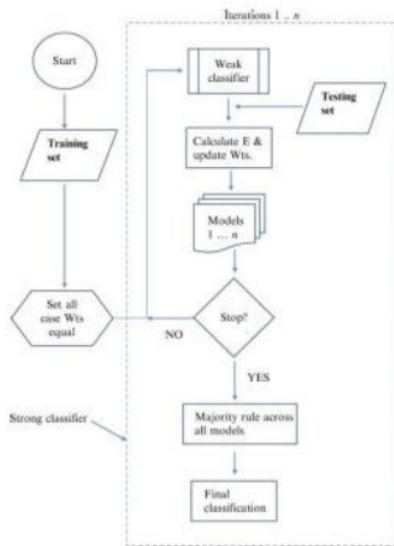 Iterations 1 .. n
Start
Weak
classifier
Training
set
Testing
set
Calculate E &
update Wts.
Models
1 ... n
Set all
case Wts
equal
Stop?
NO
YES
Strong classifier
Majority rule across
all models
Final
classification